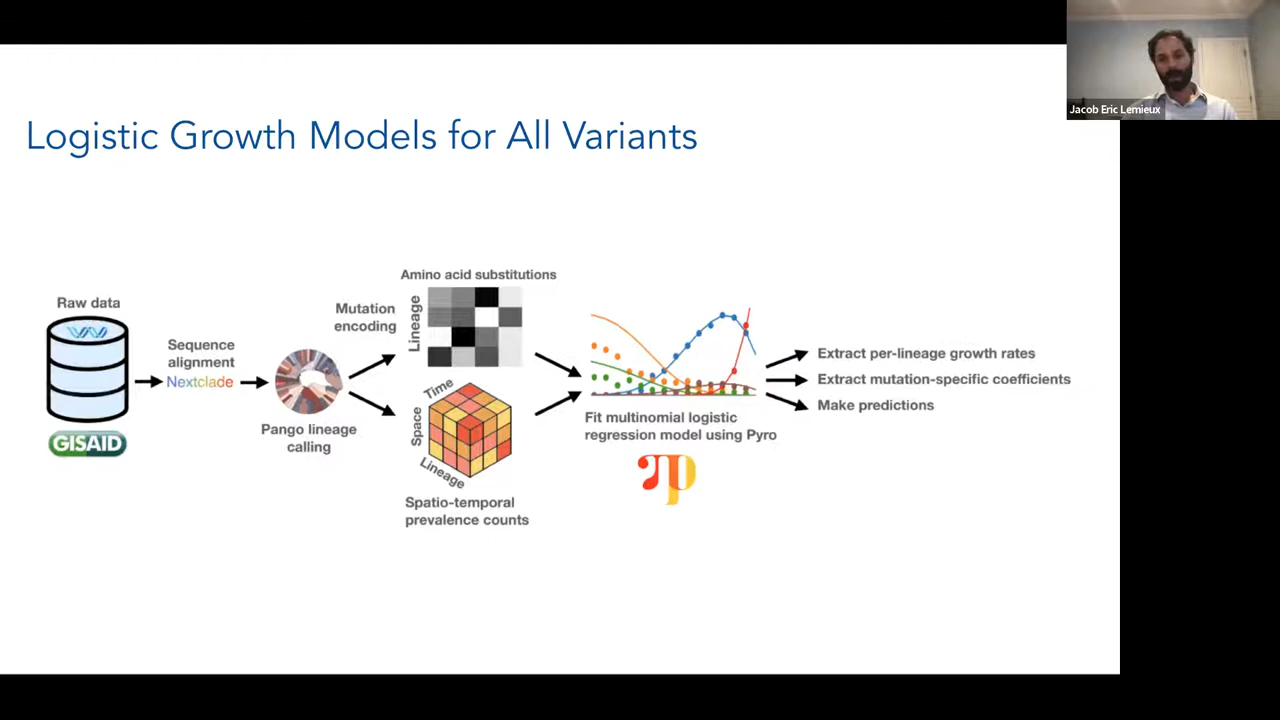 Jacob Eric Lemieux
Logistic Growth Models for All Variants
Raw data
GISAID
Sequence
alignment
Nextclade
Pango lineage
calling
Mutation
encoding
Amino acid substitutions
Lineage
Time
Space
Lineage
Spatio-temporal
prevalence counts
Fit multinomial logistic
regression model using Pyro
Extract per-lineage growth rates
Extract mutation-specific coefficients
Make predictions